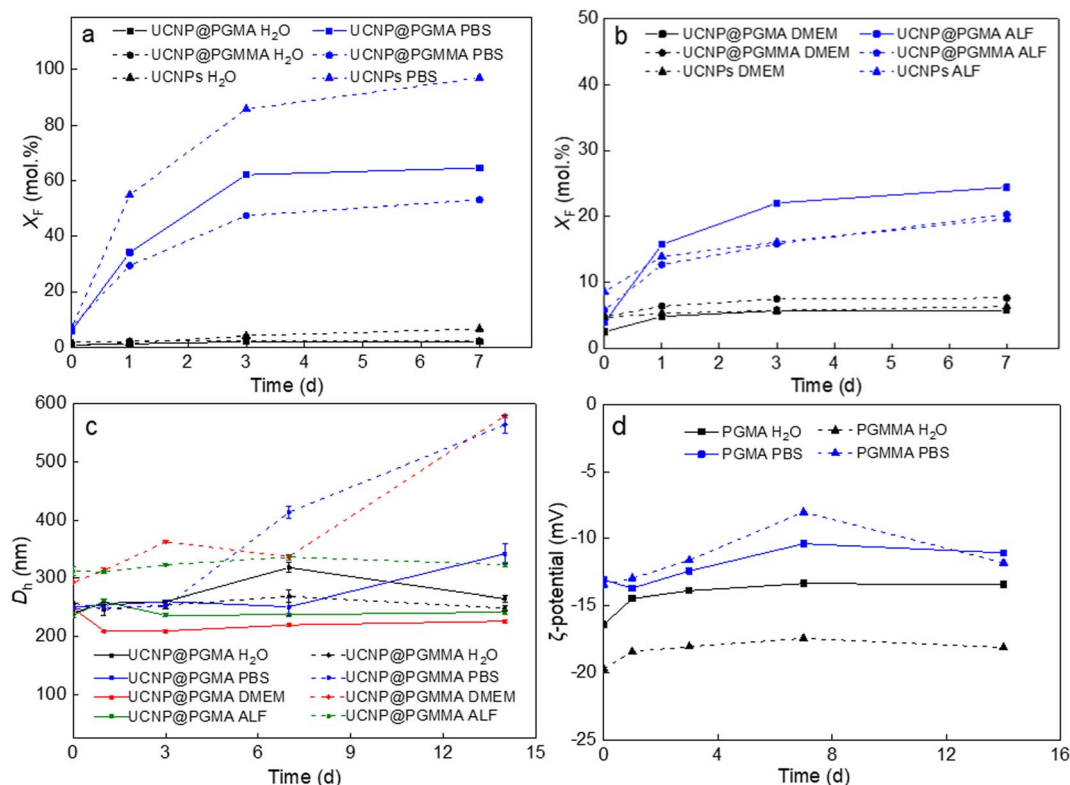 a
UCNP@PGMA H₂O UCNP@PGMA PBS
UCNP@PGMMA H₂O UCNP@PGMMA PBS
UCNPs H₂O UCNPs PBS
100
80
60
40
20
0
X_F (mol.%)
0 1 2 3 4 5 6 7
Time (d)
b
UCNP@PGMA DMEM UCNP@PGMA ALF
UCNP@PGMMA DMEM UCNP@PGMMA ALF
UCNPs DMEM UCNPs ALF
50
40
30
20
10
0
X_F (mol.%)
0 1 2 3 4 5 6 7
Time (d)
c
600
500
400
300
200
100
D_h (nm)
UCNP@PGMA H₂O UCNP@PGMMA H₂O
UCNP@PGMA PBS UCNP@PGMMA PBS
UCNP@PGMA DMEM UCNP@PGMMA DMEM
UCNP@PGMA ALF UCNP@PGMMA ALF
0 3 6 9 12 15
Time (d)
d
PGMA H₂O PGMMA H₂O
PGMA PBS PGMMA PBS
0
-5
-10
-15
-20
-25
ζ-potential (mV)
0 4 8 12 16
Time (d)